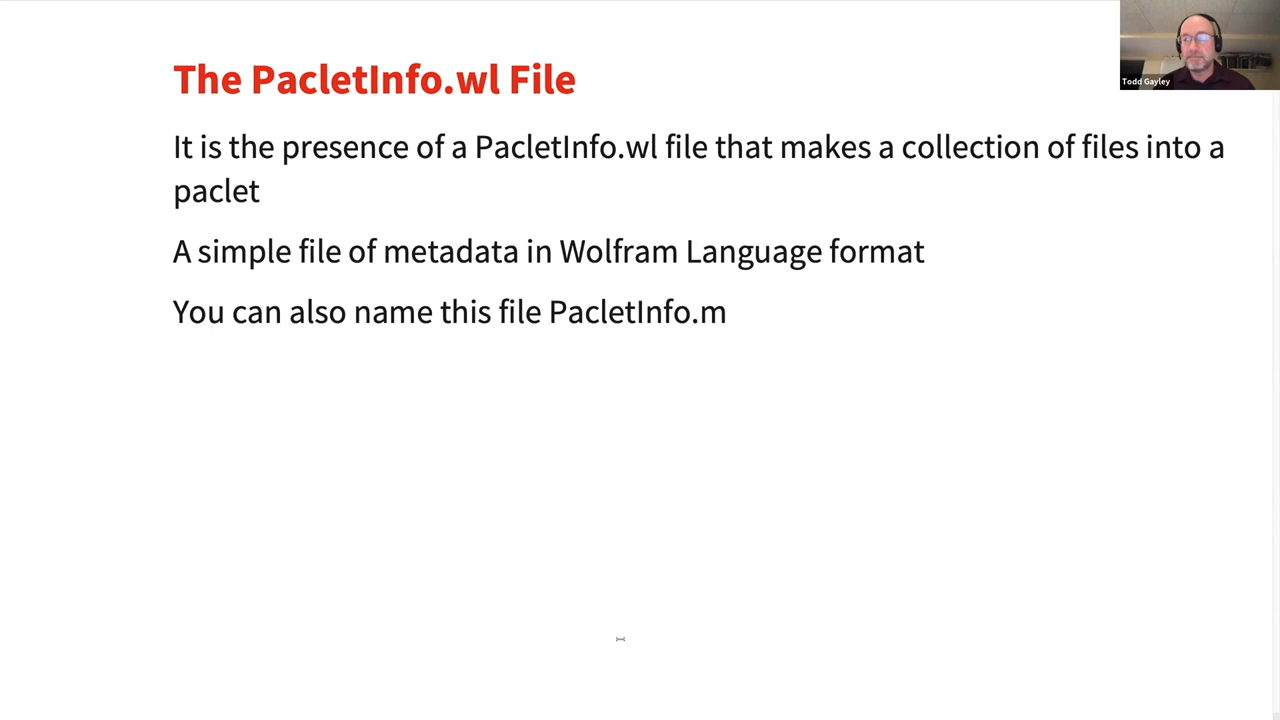 The PacletInfo.wl File
It is the presence of a PacletInfo.wl file that makes a collection of files into a
paclet
A simple file of metadata in Wolfram Language format
You can also name this file PacletInfo.m
Todd Gayley